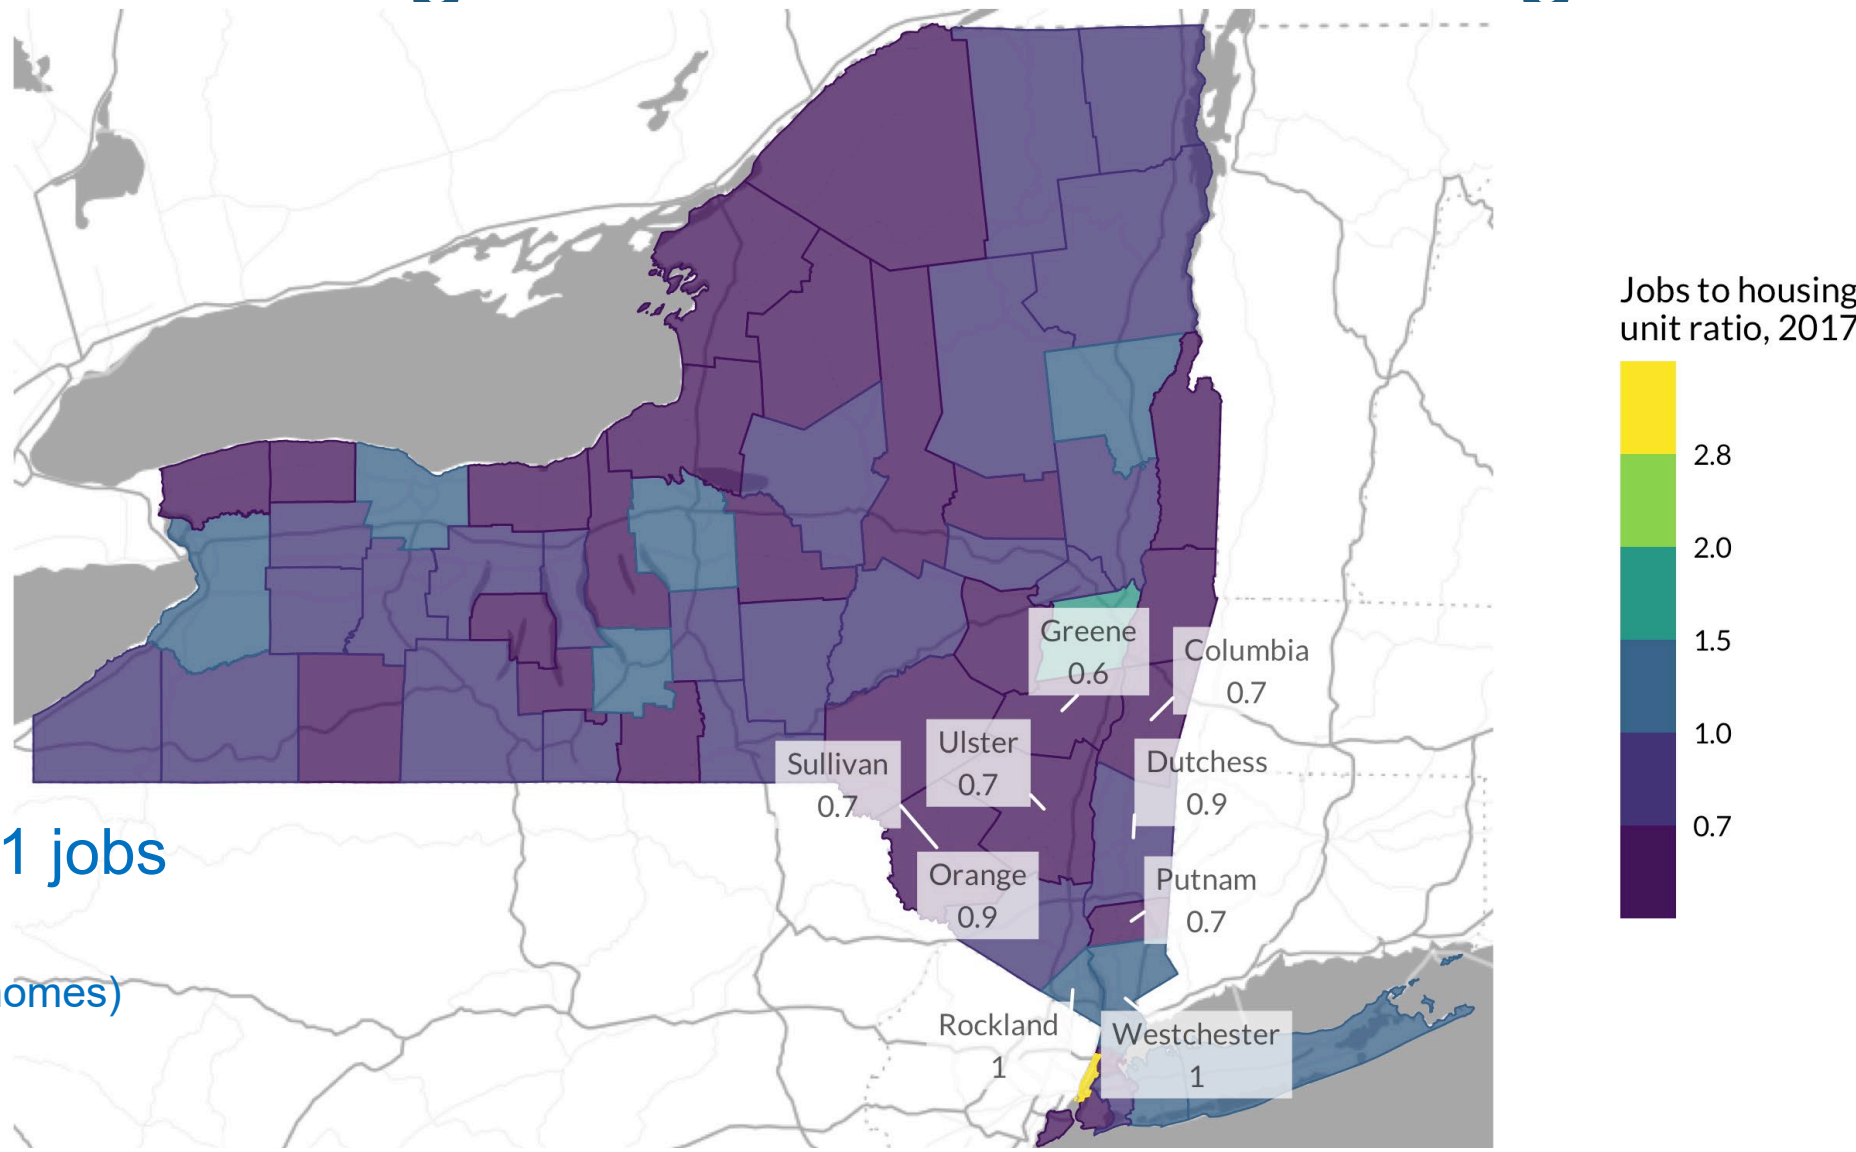 Jobs to housing
unit ratio, 2017
2.8
2.0
1.5
1.0
0.7
Greene
0.6
Columbia
0.7
Ulster
0.7
Sullivan
0.7
Dutchess
0.9
Orange
0.9
Putnam
0.7
Rockland
1
Westchester
1
1 jobs
omes)